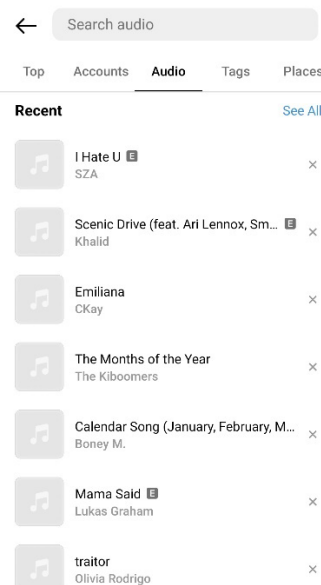 Search audio
Top Accounts Audio Tags Places
Recent See All
I Hate U E
SZA
Scenic Drive (feat. Ari Lennox, Sm... E
Khalid
Emiliana
CKay
The Months of the Year
The Kiboomers
Calendar Song (January, February, M...
Boney M.
Mama Said E
Lukas Graham
traitor
Olivia Rodrigo